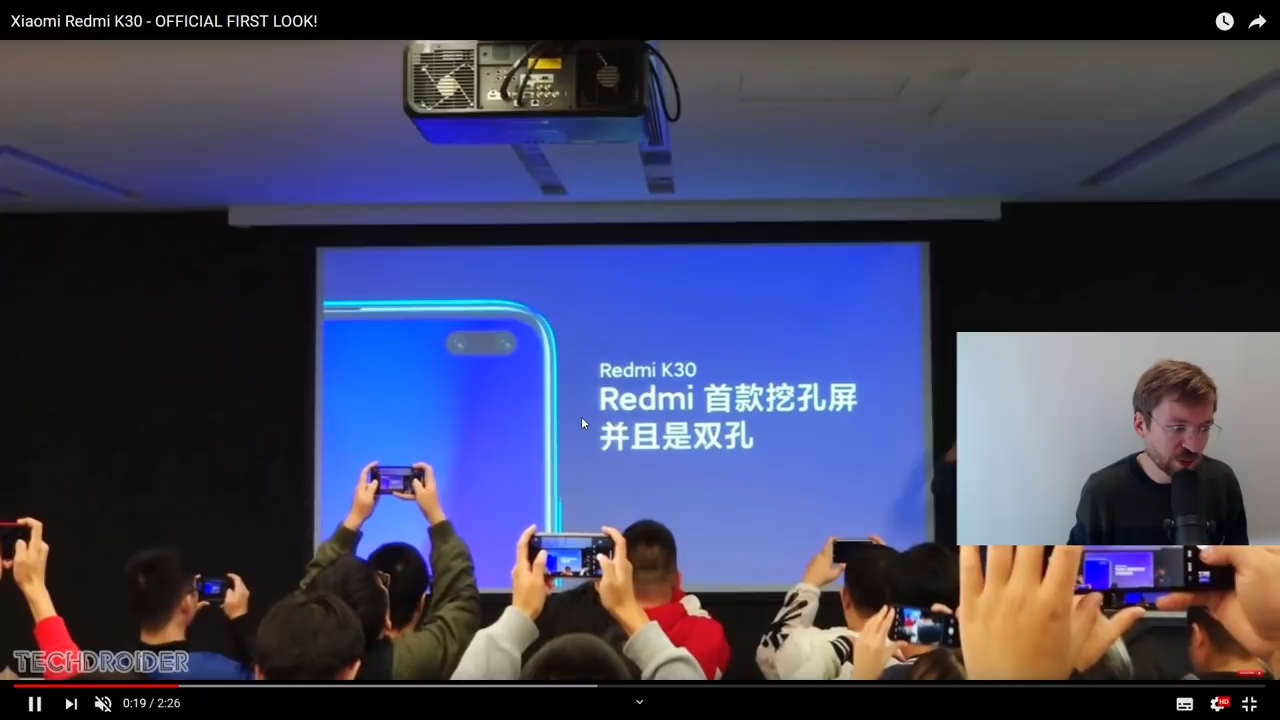 Xiaomi Redmi K30 - OFFICIAL FIRST LOOK!
Redmi K30
Redmi 首款挖孔屏
并且是双孔
TECHDROIDER
0:19 / 2:26
HD